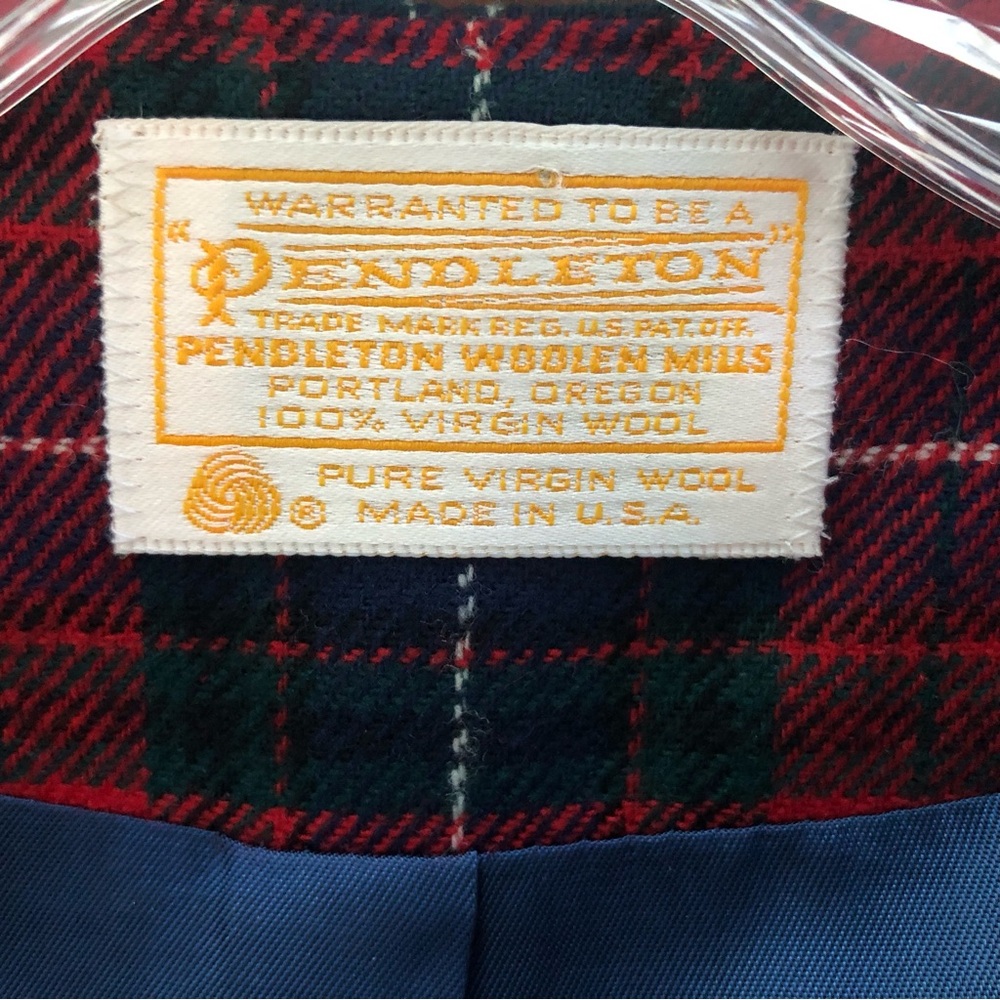 WARRANTED TO BE A
"PENDLETON"
TRADE MARK REG. U.S. PAT. OFF.
PENDLETON WOOLEN MILLS
PORTLAND, OREGON
100% VIRGIN WOOL
PURE VIRGIN WOOL
® MADE IN U.S.A.